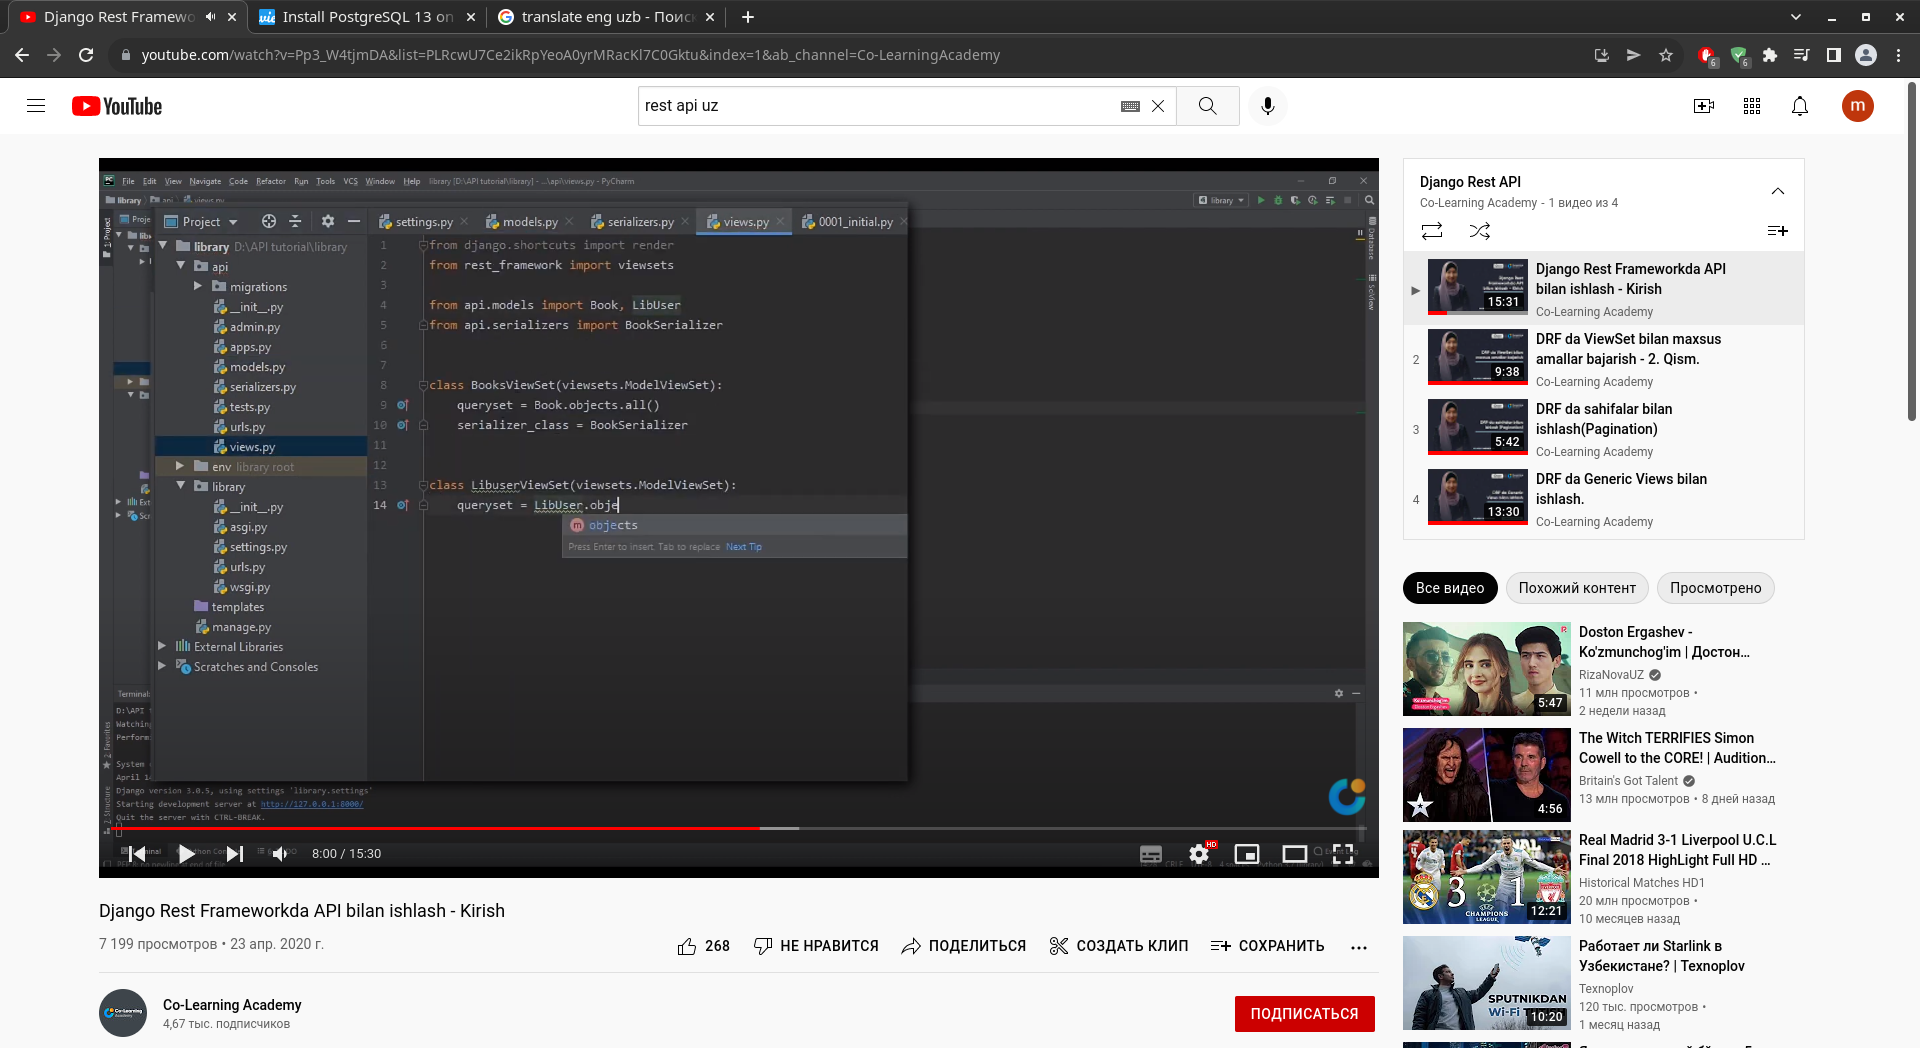 Django Rest Framewo
Install PostgreSQL 13 on
translate eng uzb - Поис
youtube.com/watch?v=Pp3_W4tjmDA&list=PLRcwU7Ce2ikRpYeoA0yrMRacKl7C0Gktu&index=1&ab_channel=Co-LearningAcademy
6
6
YouTube
rest api uz
m
File Edit View Navigate Code Refactor Run Tools VCS Window Help library [D:\API tutorial\library] - ...\api\views.py - PyCharm
library
library
Project
settings.py
models.py
serializers.py
views.py
0001_initial.py
library D:\API tutorial\library
api
migrations
__init__.py
admin.py
apps.py
models.py
serializers.py
tests.py
urls.py
views.py
env library root
library
__init__.py
asgi.py
settings.py
urls.py
wsgi.py
templates
manage.py
External Libraries
Scratches and Consoles
1 from django.shortcuts import render
2 from rest_framework import viewsets
3
4 from api.models import Book, LibUser
5 from api.serializers import BookSerializer
6
7
8 class BooksViewSet(viewsets.ModelViewSet):
9 queryset = Book.objects.all()
10 serializer_class = BookSerializer
11
12
13 class LibuserViewSet(viewsets.ModelViewSet):
14 queryset = LibUser.obje
m objects
Press Enter to insert, Tab to replace Next Tip
Database
SciView
Terminal
D:\API
Watching
Perform
System
April 14
Django version 3.0.5, using settings 'library.settings'
Starting development server at http://127.0.0.1:8000/
Quit the server with CTRL-BREAK.
8:00 / 15:30
HD
Django Rest Frameworkda API bilan ishlash - Kirish
7 199 просмотров • 23 апр. 2020 г.
268
НЕ НРАВИТСЯ
ПОДЕЛИТЬСЯ
СОЗДАТЬ КЛИП
СОХРАНИТЬ
Co-Learning Academy
4,67 тыс. подписчиков
ПОДПИСАТЬСЯ
Django Rest API
Co-Learning Academy - 1 видео из 4
15:31
Django Rest Frameworkda API
bilan ishlash - Kirish
Co-Learning Academy
2
9:38
DRF da ViewSet bilan maxsus
amallar bajarish - 2. Qism.
Co-Learning Academy
3
5:42
DRF da sahifalar bilan
ishlash(Pagination)
Co-Learning Academy
4
13:30
DRF da Generic Views bilan
ishlash.
Co-Learning Academy
Все видео
Похожий контент
Просмотрено
5:47
Doston Ergashev -
Ko'zmunchog'im | Достон...
RizaNovaUZ
11 млн просмотров •
2 недели назад
4:56
The Witch TERRIFIES Simon
Cowell to the CORE! | Audition...
Britain's Got Talent
13 млн просмотров • 8 дней назад
3 1
CHAMPIONS
LEAGUE
12:21
Real Madrid 3-1 Liverpool U.C.L
Final 2018 HighLight Full HD ...
Historical Matches HD1
20 млн просмотров •
10 месяцев назад
SPUTNIKDAN
Wi-Fi
10:20
Работает ли Starlink в
Узбекистане? | Texnoplov
Texnoplov
120 тыс. просмотров •
1 месяц назад